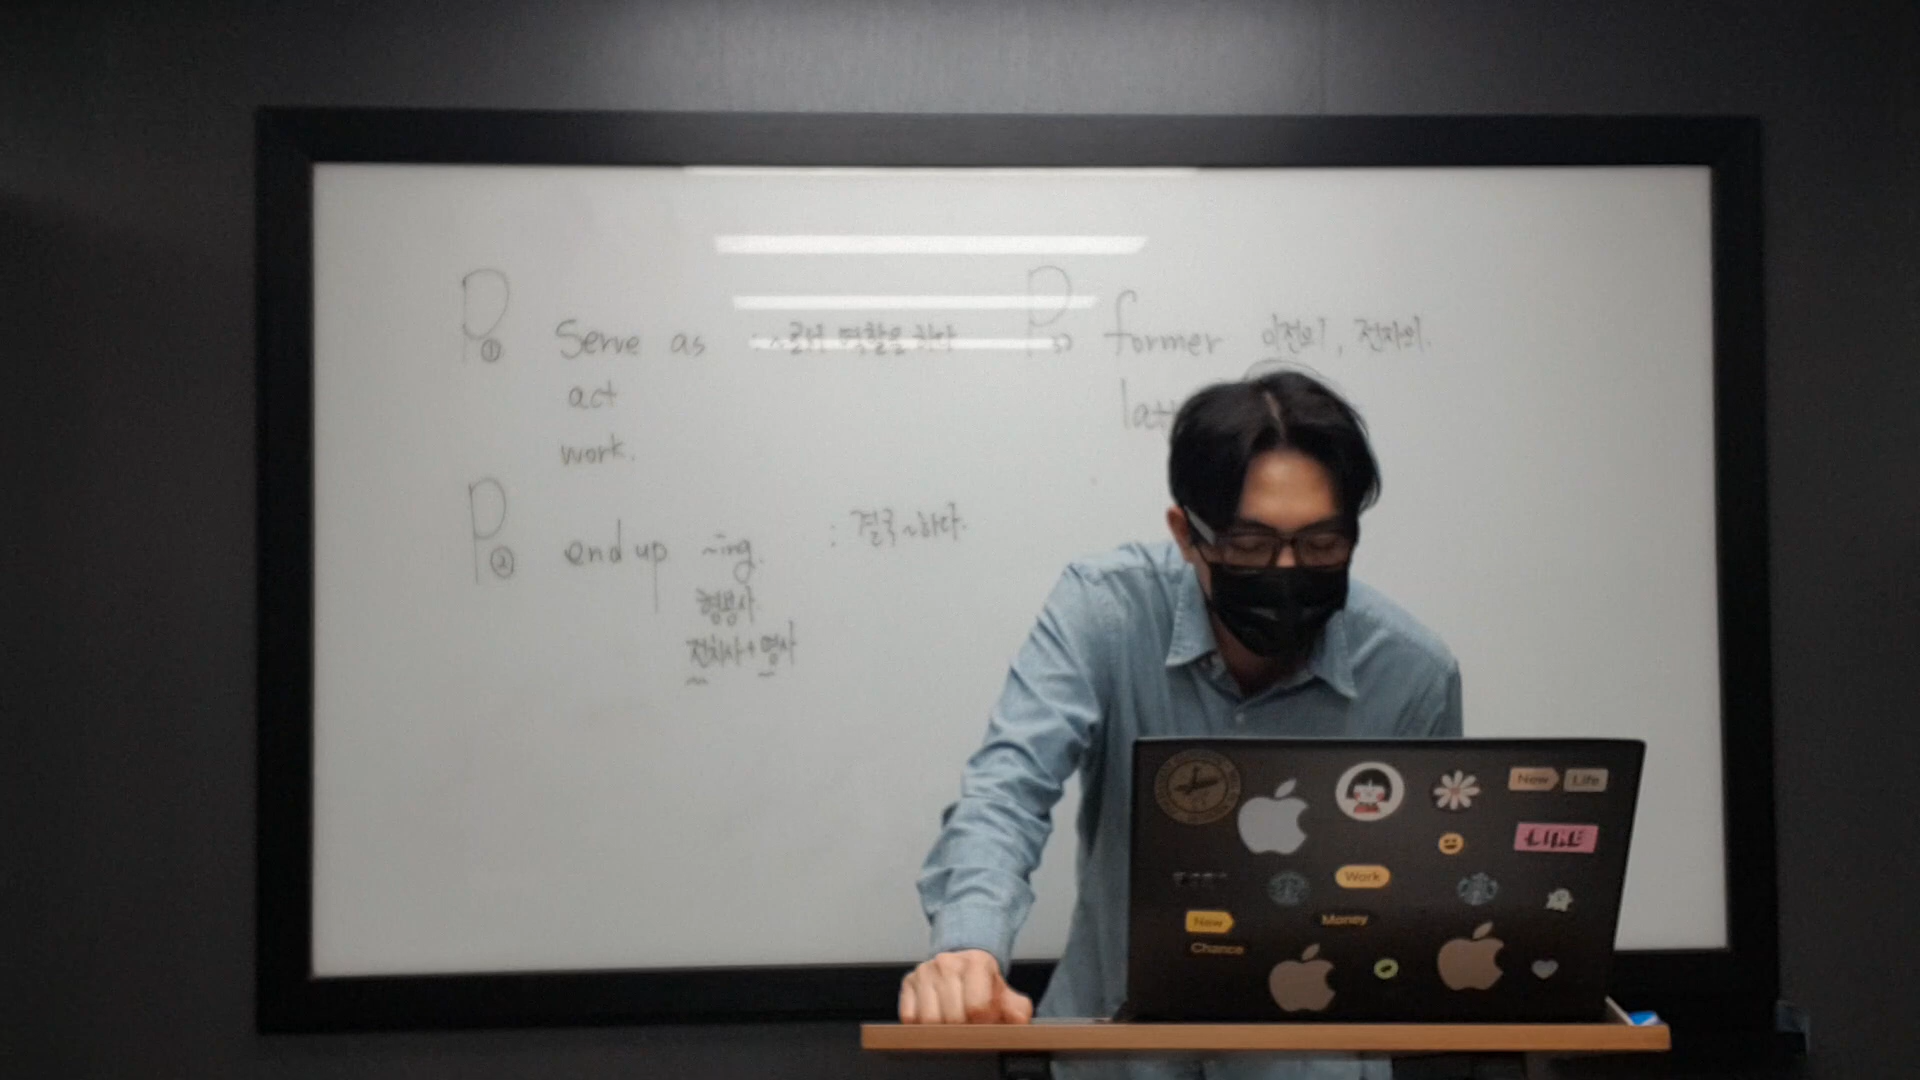 P① Serve as ~로서 역할을 하다
act
work.
P② end up ~ing. : 결국 ~하다.
형용사
전치사+명사
P former 이전의, 전자의.
latt
New Life
LINE
Work
New
Money
Chance